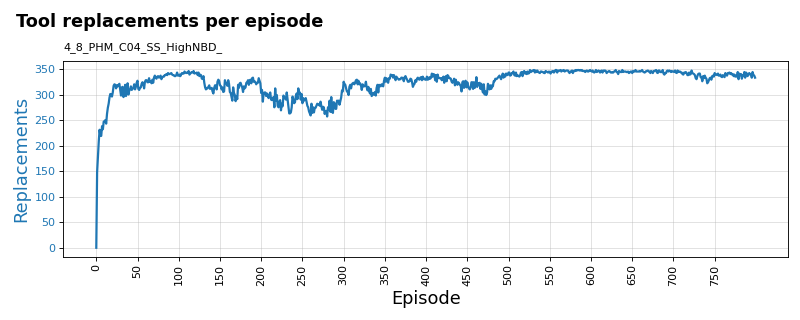 Tool replacements per episode
4_8_PHM_C04_SS_HighNBD_
350
300
250
200
150
100
50
0
Replacements
0 50 100 150 200 250 300 350 400 450 500 550 600 650 700 750
Episode